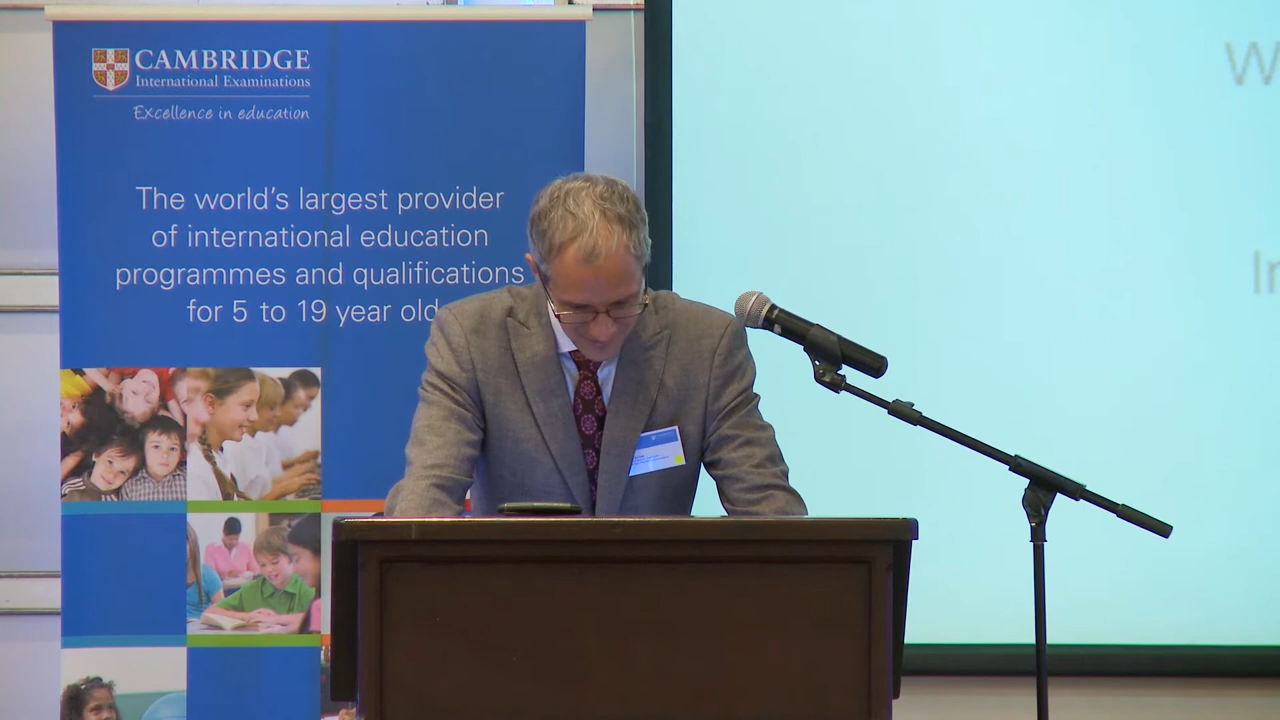 CAMBRIDGE
International Examinations
Excellence in education
The world's largest provider
of international education
programmes and qualifications
for 5 to 19 year old
W
In